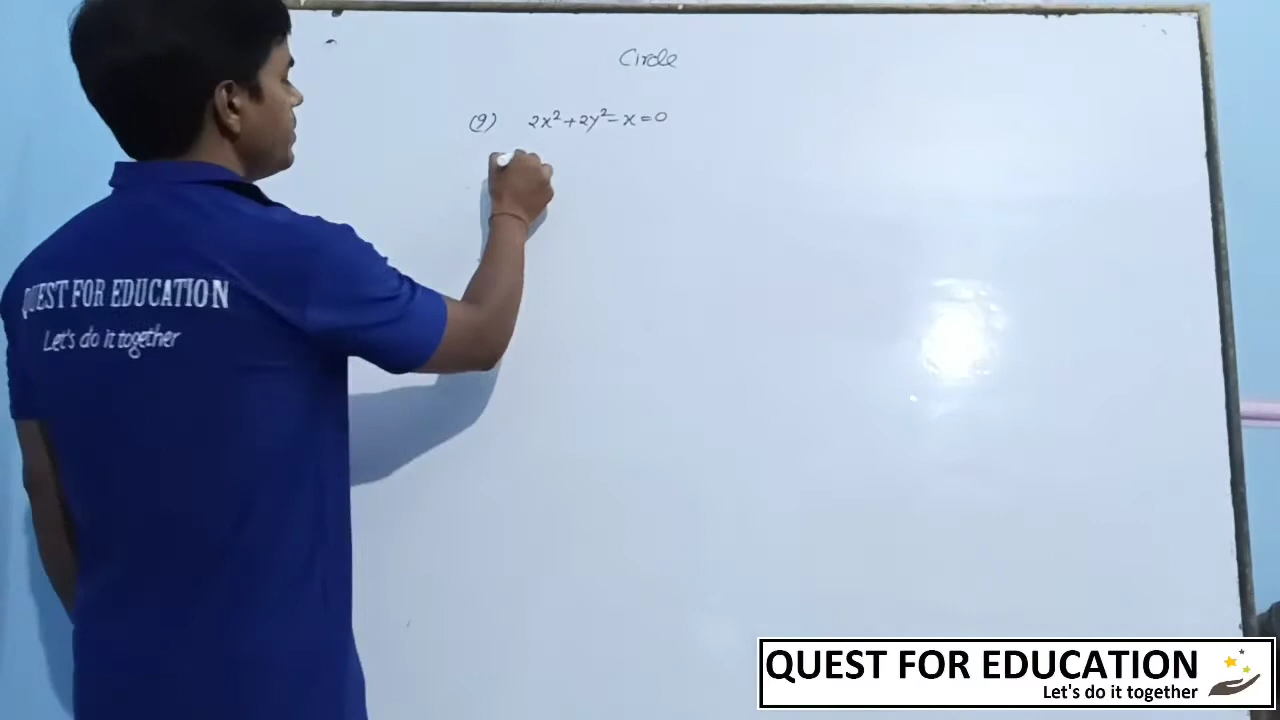 Circle
(9) 2x²+2y²-x=0
QUEST FOR EDUCATION
Let's do it together
QUEST FOR EDUCATION
Let's do it together